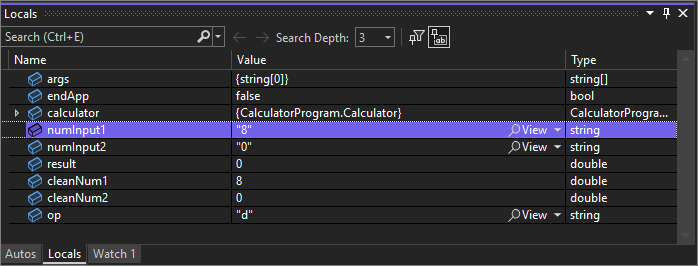 Locals
Search (Ctrl+E) Search Depth: 3
Name Value Type
args {string[0]} string[]
endApp false bool
calculator {CalculatorProgram.Calculator} CalculatorProgra...
numInput1 "8" View string
numInput2 "0" View string
result 0 double
cleanNum1 8 double
cleanNum2 0 double
op "d" View string
Autos Locals Watch 1